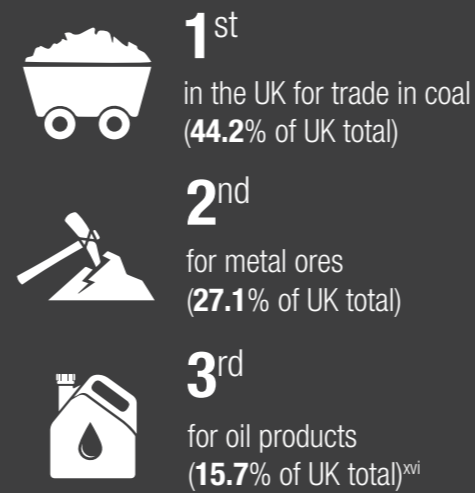 1st
in the UK for trade in coal
(44.2% of UK total)
2nd
for metal ores
(27.1% of UK total)
3rd
for oil products
(15.7% of UK total)xvi